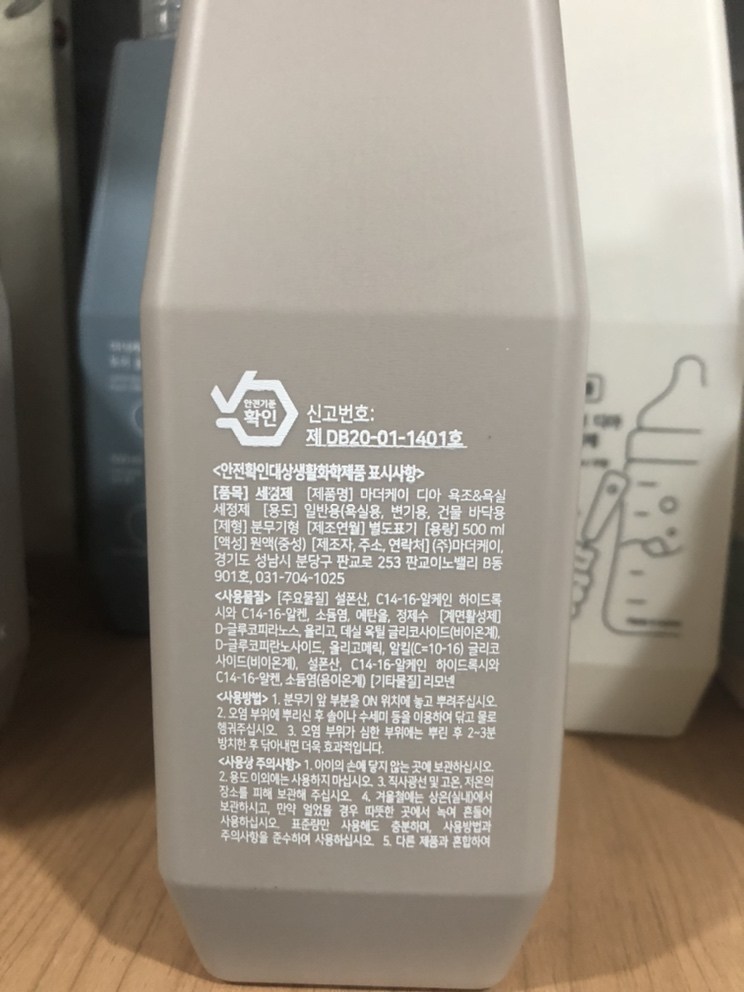 안전기준
확인
신고번호:
제 DB20-01-1401호
<안전확인대상생활화학제품 표시사항>
[품목] 세정제 [제품명] 마더케이 디아 욕조&욕실
세정제 [용도] 일반용(욕실용, 변기용, 건물 바닥용)
[제형] 분무기형 [제조연월] 별도표기 [용량] 500 ml
[액성] 원액(중성) [제조자, 주소, 연락처] (주)마더케이,
경기도 성남시 분당구 판교로 253 판교이노밸리 B동
901호, 031-704-1025
<사용물질> [주요물질] 설폰산, C14-16-알케인 하이드록
시와 C14-16-알켄, 소듐염, 에탄올, 정제수 [계면활성제]
D-글루코피라노스, 올리고, 데실 옥틸 글리코사이드(비이온계),
D-글루코피란노사이드, 올리고메릭, 알킬(C=10-16) 글리코
사이드(비이온계), 설폰산, C14-16-알케인 하이드록시와
C14-16-알켄, 소듐염(음이온계) [기타물질] 리모넨
<사용방법> 1. 분무기 앞 부분을 ON 위치에 놓고 뿌려주십시오.
2. 오염 부위에 뿌리신 후 솔이나 수세미 등을 이용하여 닦고 물로
헹궈주십시오. 3. 오염 부위가 심한 부위에는 뿌린 후 2~3분
방치한 후 닦아내면 더욱 효과적입니다.
<사용상 주의사항> 1. 아이의 손에 닿지 않는 곳에 보관하십시오.
2. 용도 이외에는 사용하지 마십시오. 3. 직사광선 및 고온, 저온의
장소를 피해 보관해 주십시오. 4. 겨울철에는 상온(실내)에서
보관하시고, 만약 얼었을 경우 따뜻한 곳에서 녹여 흔들어
사용하십시오. 표준량만 사용해도 충분하며, 사용방법과
주의사항을 준수하여 사용하십시오. 5. 다른 제품과 혼합하여